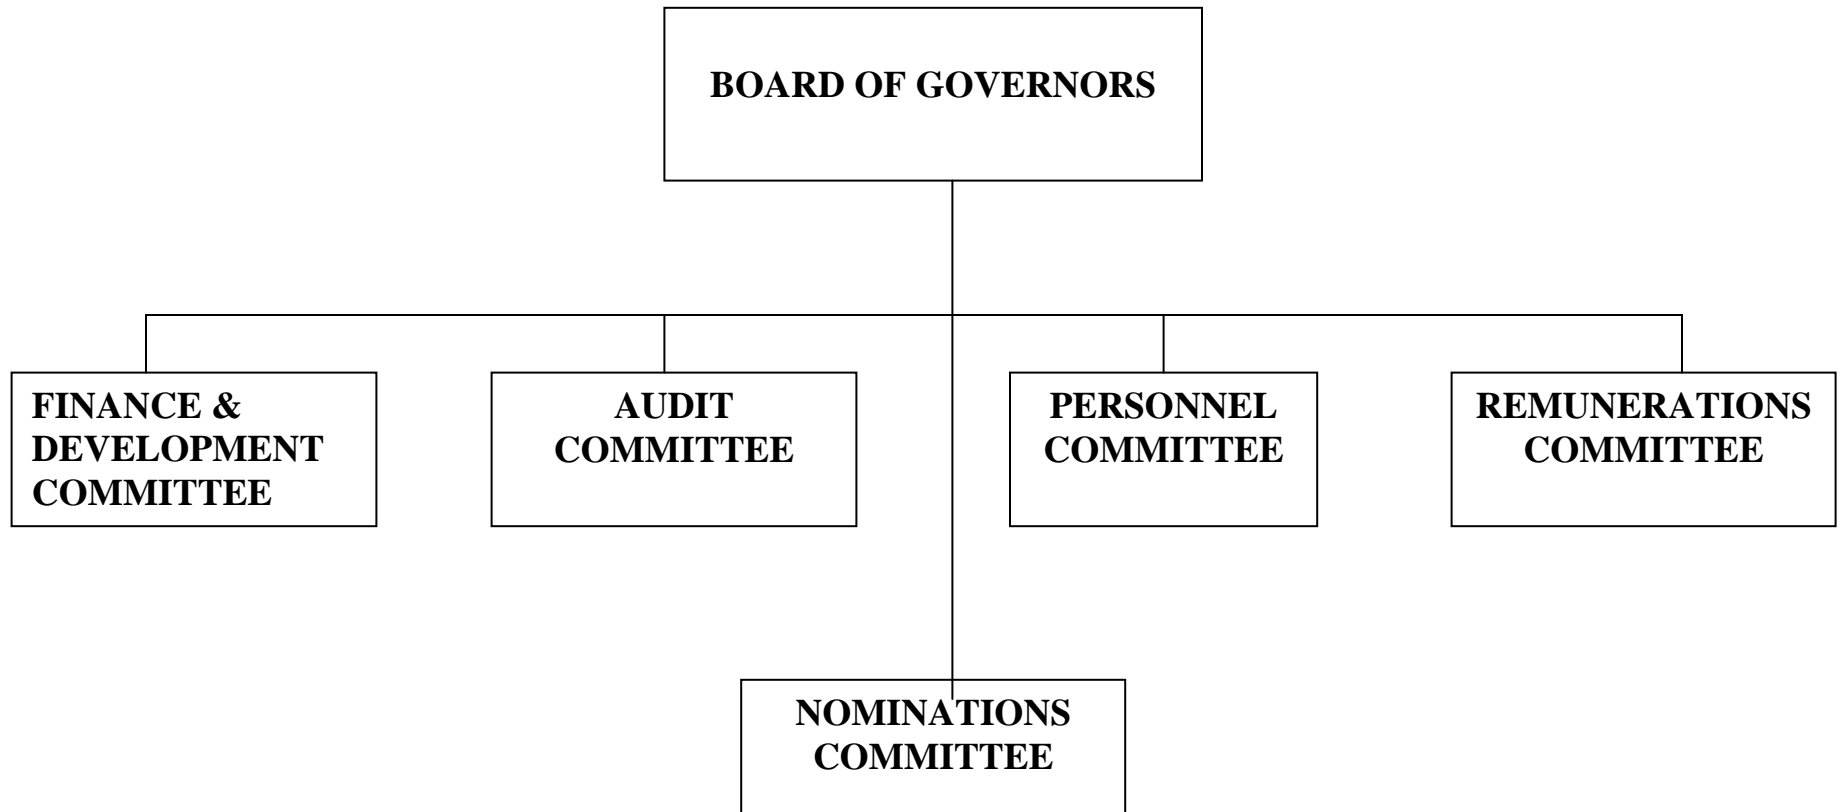 BOARD OF GOVERNORS
FINANCE &
DEVELOPMENT
COMMITTEE
AUDIT
COMMITTEE
PERSONNEL
COMMITTEE
REMUNERATIONS
COMMITTEE
NOMINATIONS
COMMITTEE